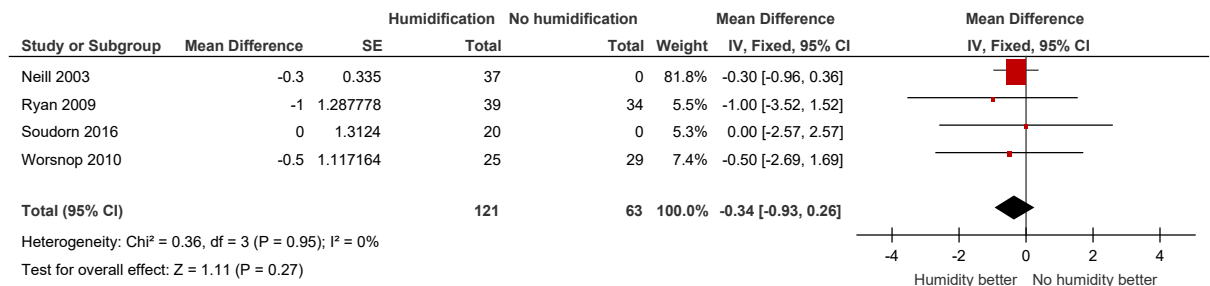 Humidification No humidification Mean Difference Mean Difference
Study or Subgroup Mean Difference SE Total Total Weight IV, Fixed, 95% CI IV, Fixed, 95% CI
Neill 2003 -0.3 0.335 37 0 81.8% -0.30 [-0.96, 0.36]
Ryan 2009 -1 1.287778 39 34 5.5% -1.00 [-3.52, 1.52]
Soudorn 2016 0 1.3124 20 0 5.3% 0.00 [-2.57, 2.57]
Worsnop 2010 -0.5 1.117164 25 29 7.4% -0.50 [-2.69, 1.69]
Total (95% CI) 121 63 100.0% -0.34 [-0.93, 0.26]
Heterogeneity: Chi² = 0.36, df = 3 (P = 0.95); I² = 0%
Test for overall effect: Z = 1.11 (P = 0.27)
-4 -2 0 2 4
Humidity better No humidity better